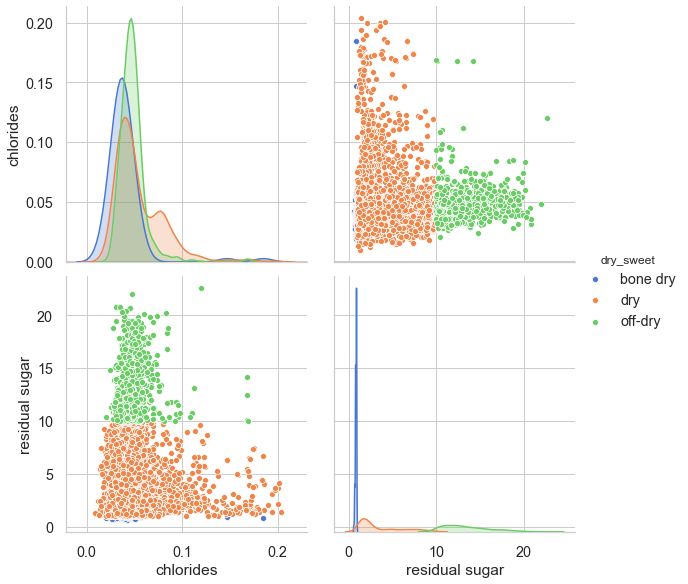 0.20
0.15
0.10
0.05
0.00
chlorides
dry_sweet
bone dry
dry
off-dry
20
15
10
5
0
residual sugar
0.0
0.1
0.2
chlorides
0
10
20
residual sugar